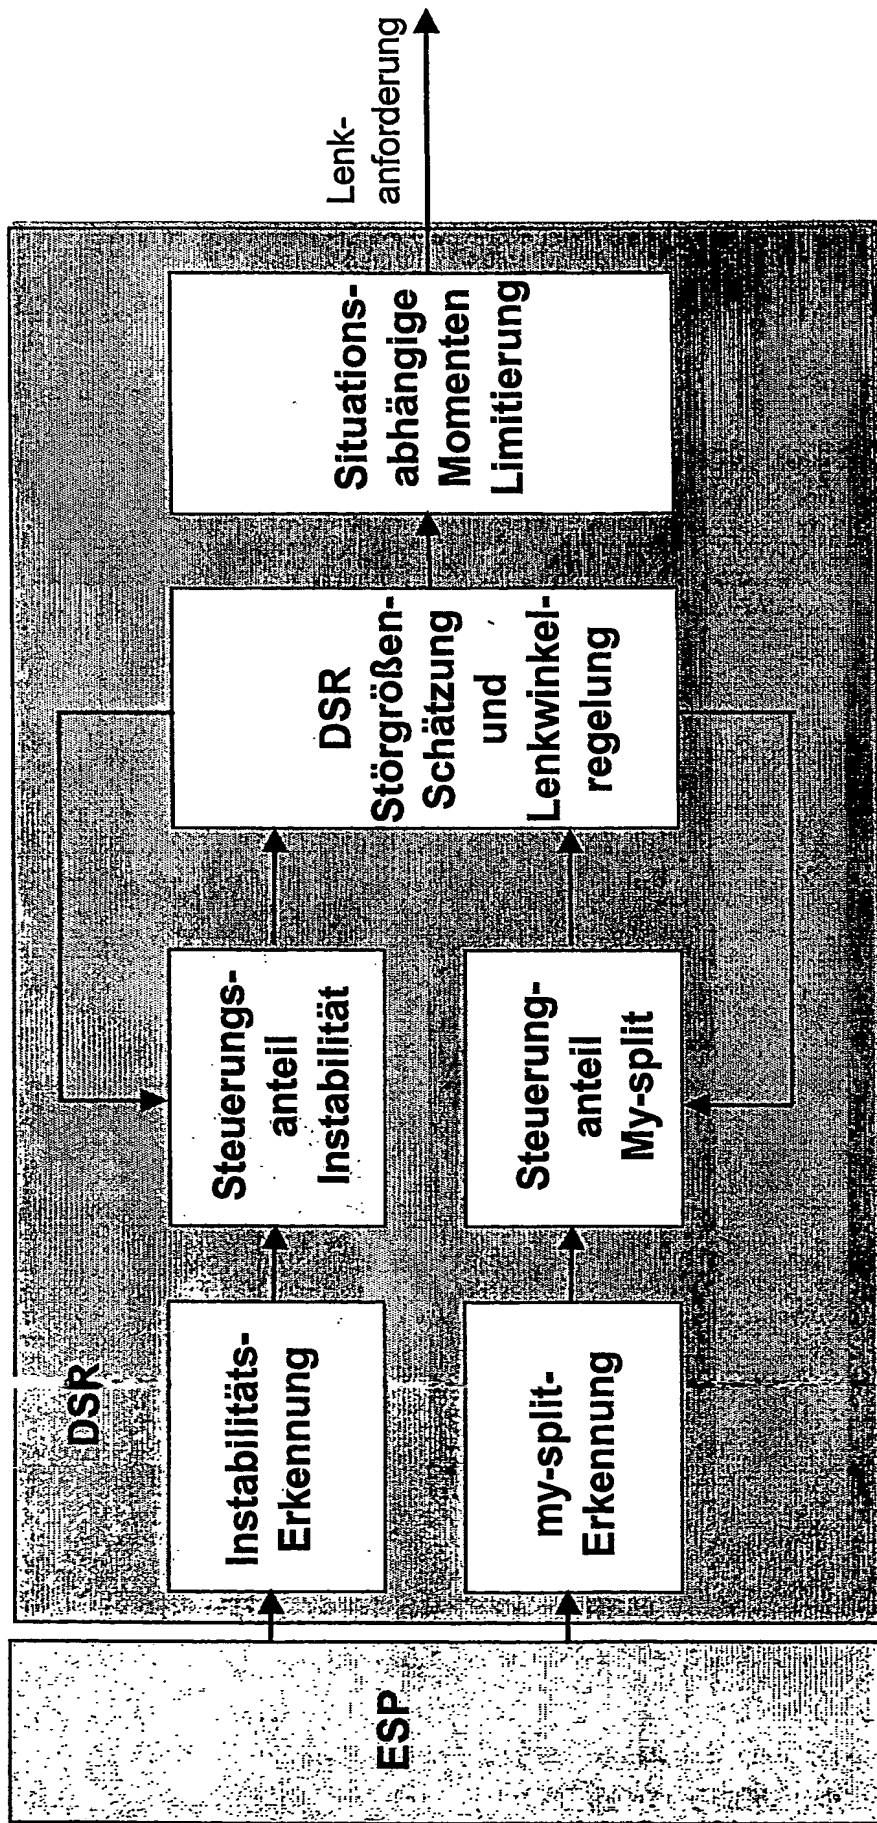 ESP
DSR
Instabilitäts-
Erkennung
my-split-
Erkennung
Steuerungs-
anteil
Instabilität
Steuerung-
anteil
My-split
DSR
Störgrößen-
Schätzung
und
Lenkwinkel-
regelung
Situations-
abhängige
Momenten
Limitierung
Lenk-
anforderung